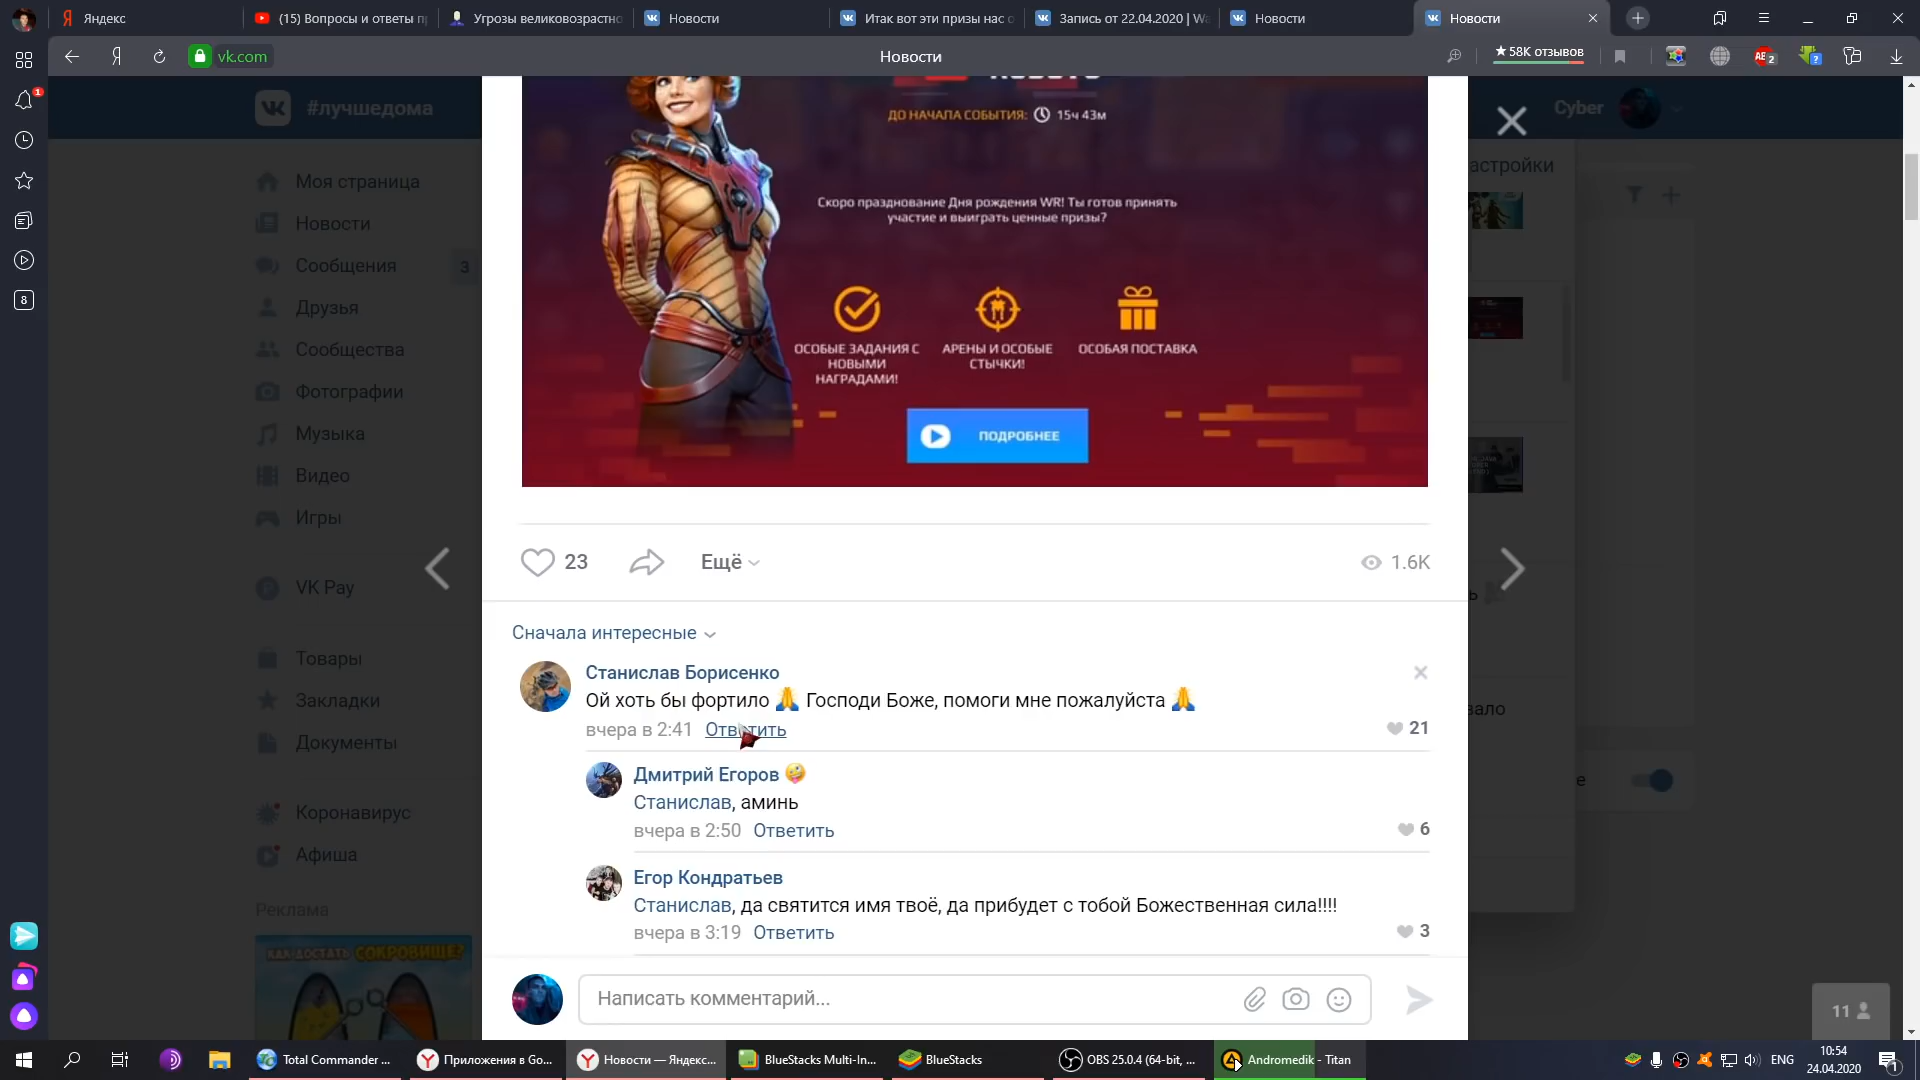 Яндекс
(15) Вопросы и ответы п
Угрозы великовозрастно
Новости
Итак вот эти призы нас о
Запись от 22.04.2020 | Wa
Новости
Новости
vk.com
Новости
★58K отзывов
#лучшедома
Cyber
Моя страница
Новости
Сообщения 3
Друзья
Сообщества
Фотографии
Музыка
Видео
Игры
VK Pay
Товары
Закладки
Документы
Коронавирус
Афиша
Реклама
КАК ДОСТАТЬ СОКРОВИЩЕ?
астройки
ДО НАЧАЛА СОБЫТИЯ: 15ч 43м
Скоро празднование Дня рождения WR! Ты готов принять
участие и выиграть ценные призы?
ОСОБЫЕ ЗАДАНИЯ С
НОВЫМИ
НАГРАДАМИ!
АРЕНЫ И ОСОБЫЕ
СТЫЧКИ!
ОСОБАЯ ПОСТАВКА
ПОДРОБНЕЕ
23
Ещё
1.6K
Сначала интересные
Станислав Борисенко
Ой хоть бы фортило 🙏 Господи Боже, помоги мне пожалуйста 🙏
вчера в 2:41 Ответить
21
Дмитрий Егоров 🤪
Станислав, аминь
вчера в 2:50 Ответить
6
Егор Кондратьев
Станислав, да святится имя твоё, да прибудет с тобой Божественная сила!!!!
вчера в 3:19 Ответить
3
Написать комментарий...
ь
вало
е
11
Total Commander ...
Приложения в Go...
Новости — Яндекс...
BlueStacks Multi-In...
BlueStacks
OBS 25.0.4 (64-bit, ...
Andromedik - Titan
ENG
10:54
24.04.2020